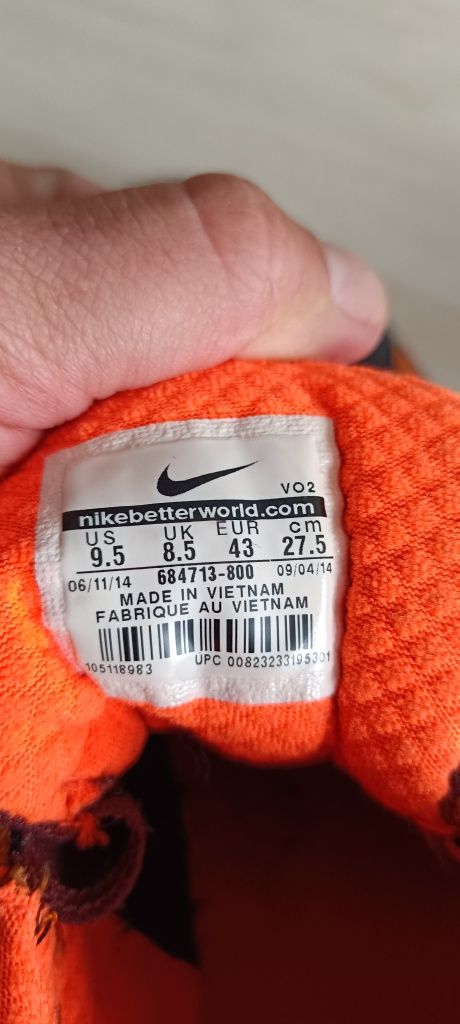 VO2
nikebetterworld.com
US UK EUR cm
9.5 8.5 43 27.5
06/11/14 684713-800 09/04/14
MADE IN VIETNAM
FABRIQUE AU VIETNAM
105118983 UPC 00823233195301